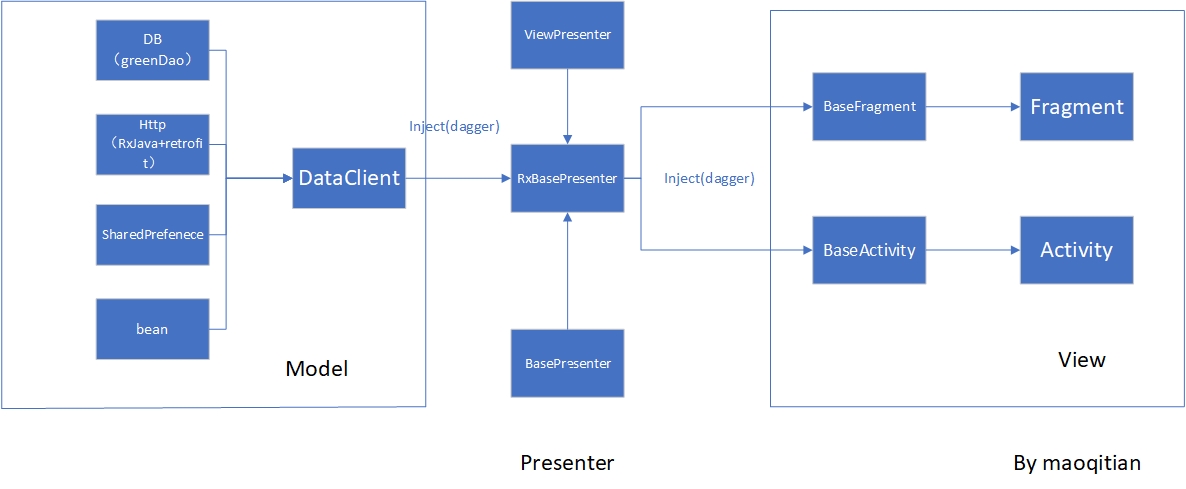 DB
（greenDao）
Http
（RxJava+retrofi
t）
SharedPrefenece
bean
DataClient
Model
Inject(dagger)
ViewPresenter
RxBasePresenter
BasePresenter
Presenter
Inject(dagger)
BaseFragment
Fragment
BaseActivity
Activity
View
By maoqitian